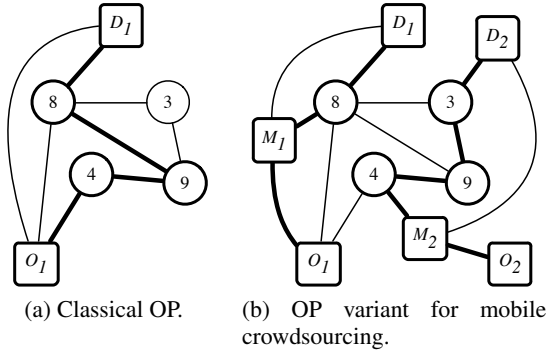 D1
D1
D2
8
3
8
3
M1
4
9
4
9
M2
O1
O1
O2
(a) Classical OP.
(b) OP variant for mobile
crowdsourcing.